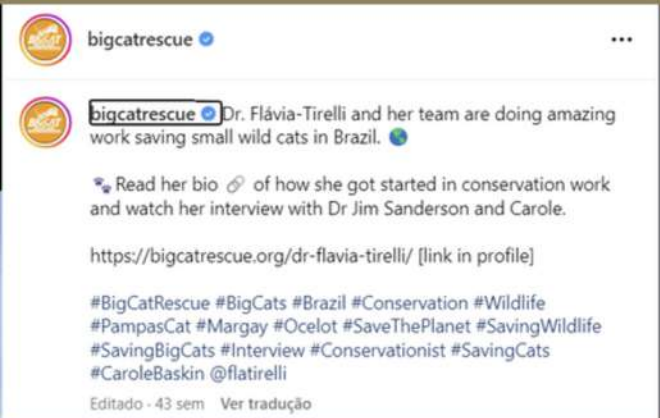 bigcatrescue
bigcatrescue Dr. Flávia-Tirelli and her team are doing amazing
work saving small wild cats in Brazil. 🌎
🐾 Read her bio 🔗 of how she got started in conservation work
and watch her interview with Dr Jim Sanderson and Carole.
https://bigcatrescue.org/dr-flavia-tirelli/ [link in profile]
#BigCatRescue #BigCats #Brazil #Conservation #Wildlife
#PampasCat #Margay #Ocelot #SaveThePlanet #SavingWildlife
#SavingBigCats #Interview #Conservationist #SavingCats
#CaroleBaskin @flatirelli
Editado · 43 sem Ver tradução